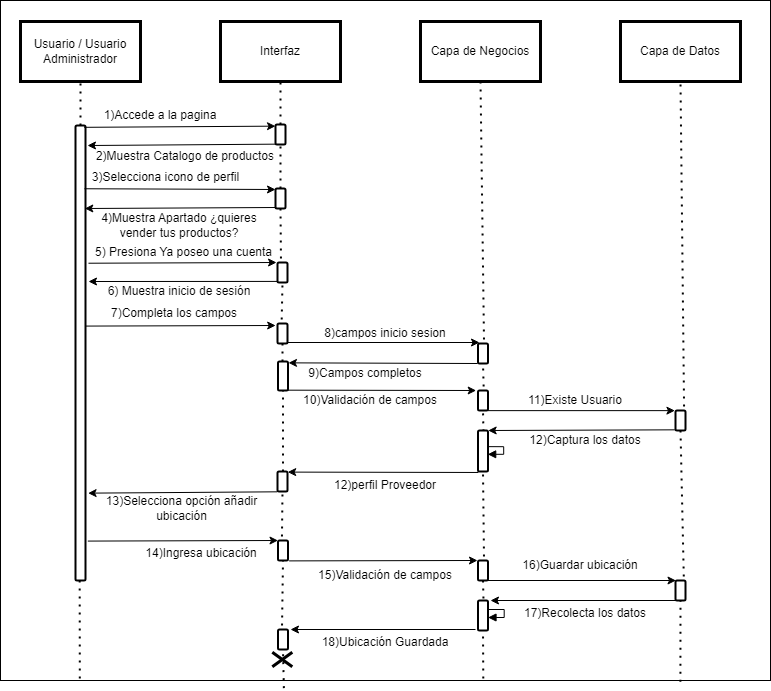 Usuario / Usuario
Administrador
Interfaz
Capa de Negocios
Capa de Datos
1)Accede a la pagina
2)Muestra Catalogo de productos
3)Selecciona icono de perfil
4)Muestra Apartado ¿quieres
vender tus productos?
5) Presiona Ya poseo una cuenta
6) Muestra inicio de sesión
7)Completa los campos
8)campos inicio sesion
9)Campos completos
10)Validación de campos
11)Existe Usuario
12)Captura los datos
12)perfil Proveedor
13)Selecciona opción añadir
ubicación
14)Ingresa ubicación
15)Validación de campos
16)Guardar ubicación
17)Recolecta los datos
18)Ubicación Guardada